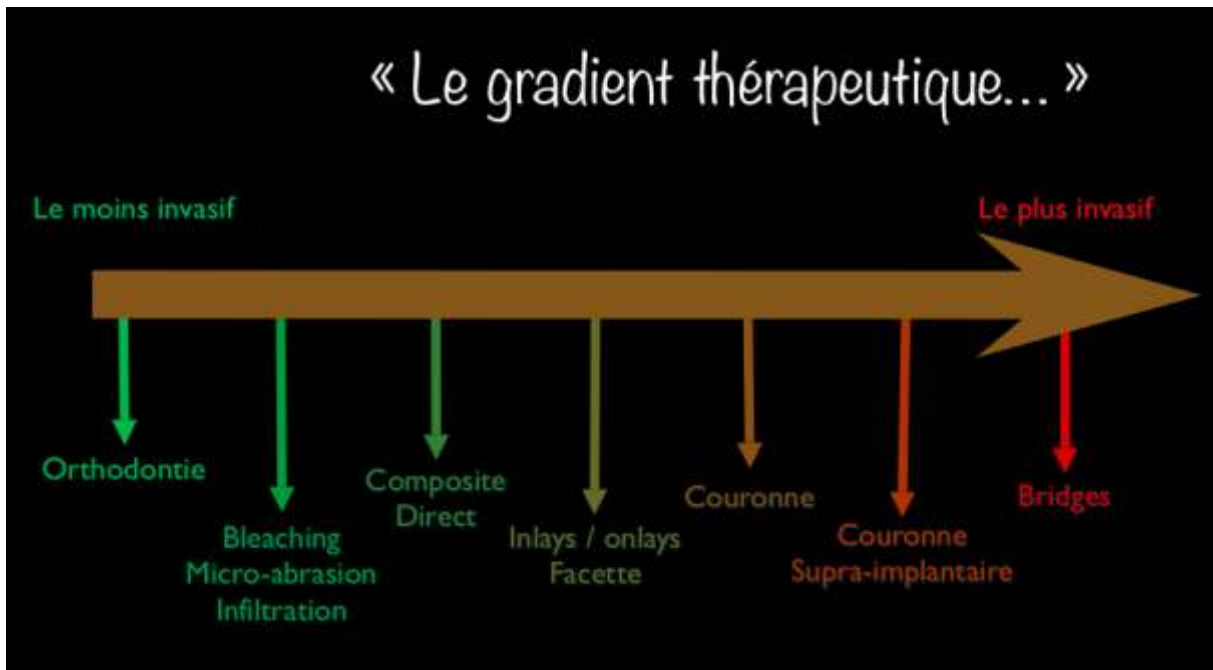 « Le gradient thérapeutique... »
Le moins invasif
Le plus invasif
Orthodontie
Bleaching
Micro-abrasion
Infiltration
Composite
Direct
Inlays / onlays
Facette
Couronne
Couronne
Supra-implantaire
Bridges